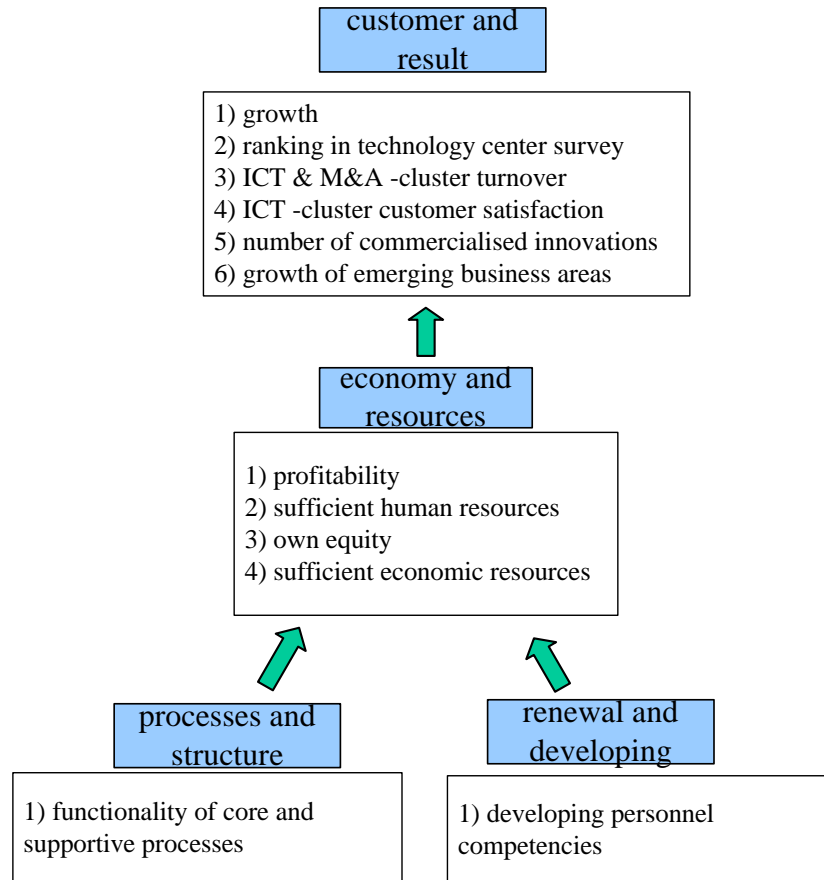 customer and
result
1) growth
2) ranking in technology center survey
3) ICT & M&A -cluster turnover
4) ICT -cluster customer satisfaction
5) number of commercialised innovations
6) growth of emerging business areas
economy and
resources
1) profitability
2) sufficient human resources
3) own equity
4) sufficient economic resources
processes and
structure
1) functionality of core and
supportive processes
renewal and
developing
1) developing personnel
competencies